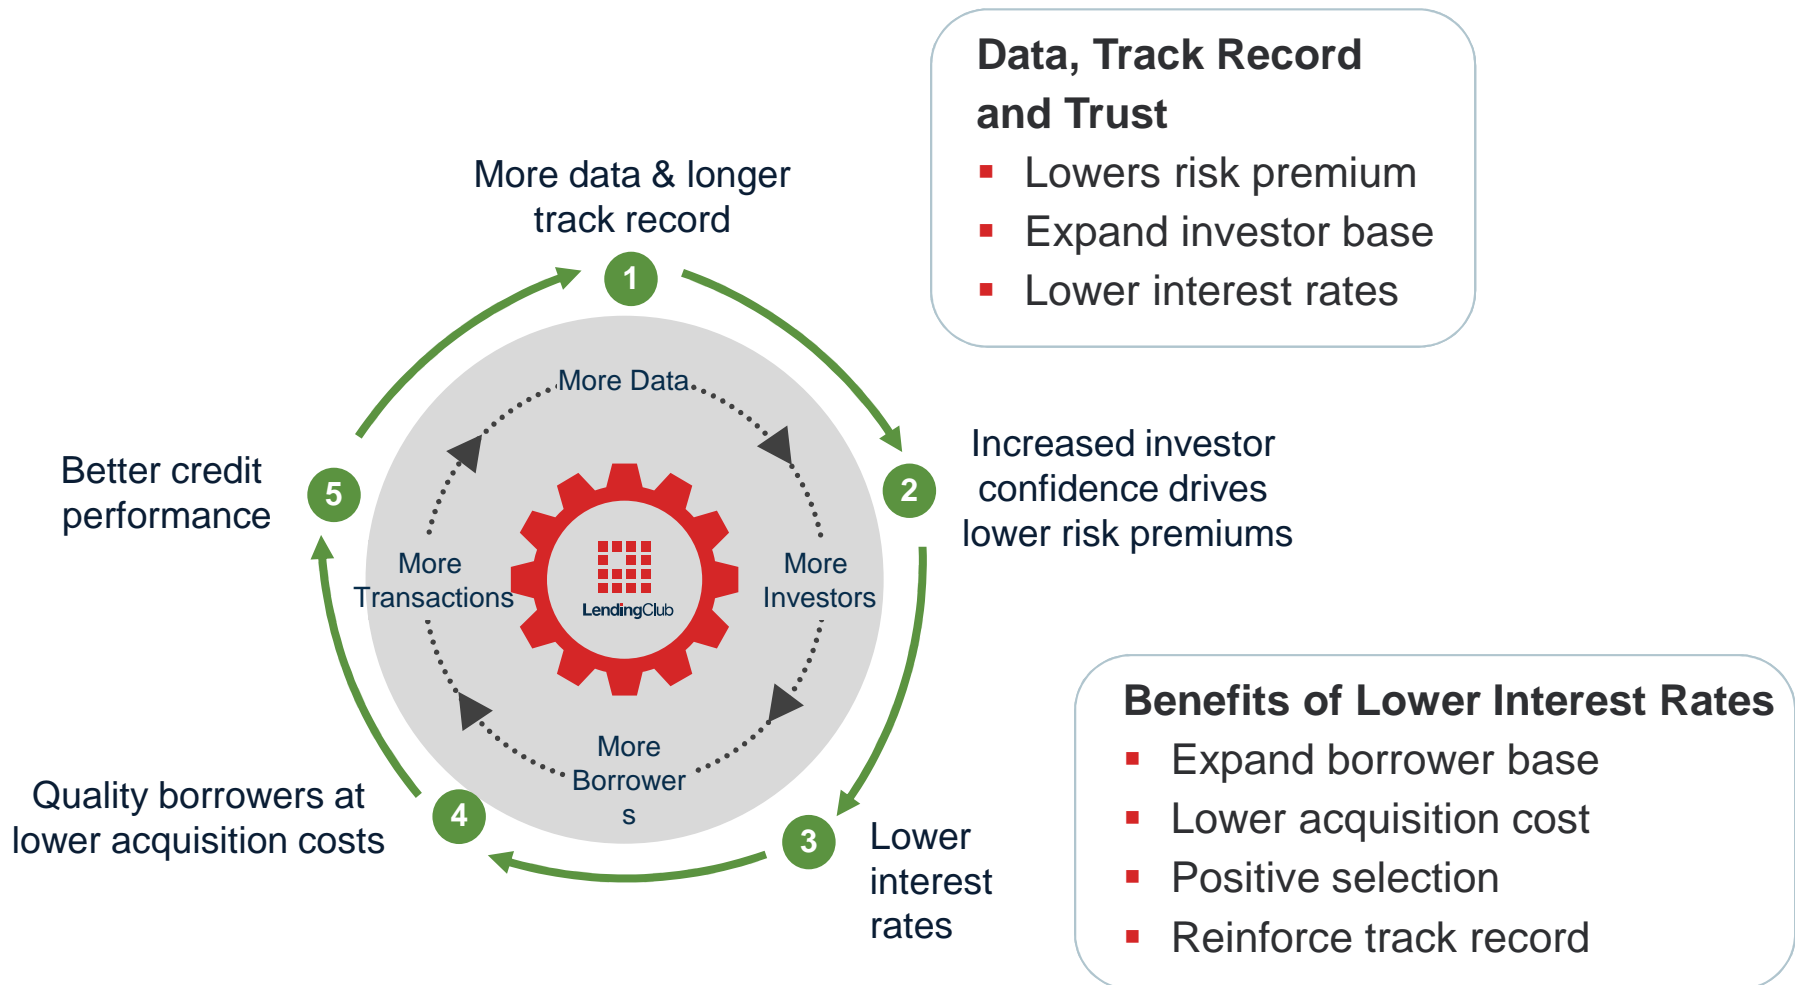 Data, Track Record
and Trust
▪ Lowers risk premium
▪ Expand investor base
▪ Lower interest rates
More data & longer
track record
1
More Data
Increased investor
confidence drives
lower risk premiums
2
Better credit
performance
5
More
Transactions
LendingClub
More
Investors
More
Borrower
s
Quality borrowers at
lower acquisition costs
4
3
Lower
interest
rates
Benefits of Lower Interest Rates
▪ Expand borrower base
▪ Lower acquisition cost
▪ Positive selection
▪ Reinforce track record